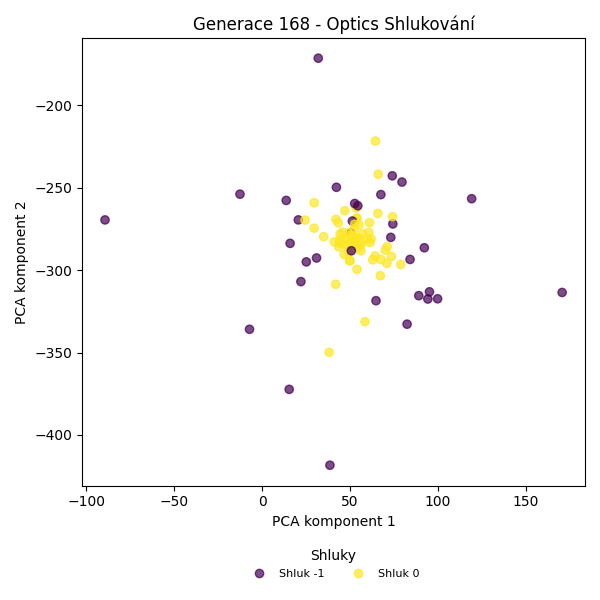 Generace 168 - Optics Shlukování
PCA komponent 2
−200
−250
−300
−350
−400
−100
−50
0
50
100
150
PCA komponent 1
Shluky
Shluk -1
Shluk 0